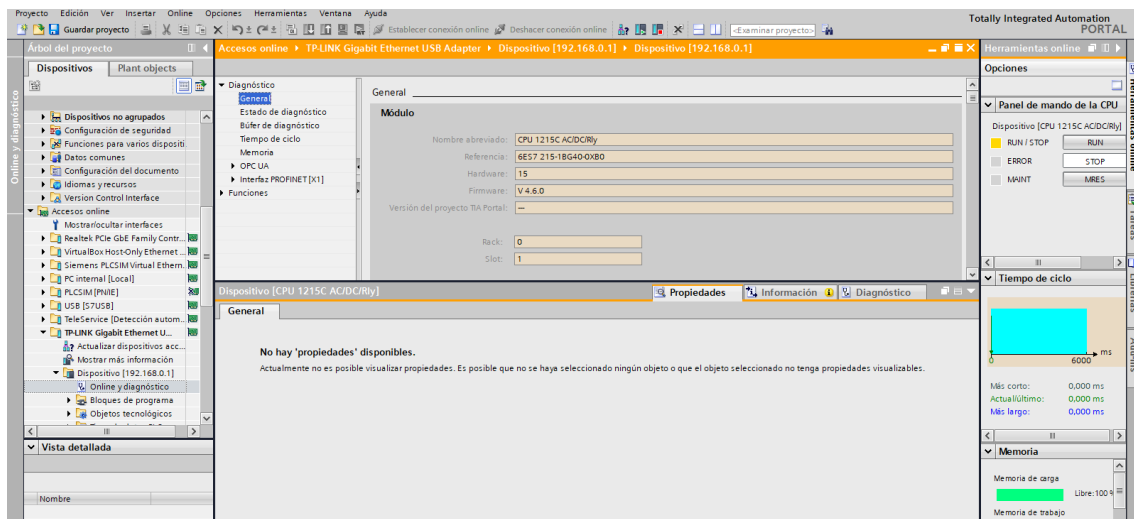 Proyecto Edición Ver Insertar Online Opciones Herramientas Ventana Ayuda
Totally Integrated Automation
PORTAL
Guardar proyecto
Establecer conexión online
Deshacer conexión online
<Examinar proyecto>
Árbol del proyecto
Accesos online ▸ TP-LINK Gigabit Ethernet USB Adapter ▸ Dispositivo [192.168.0.1] ▸ Dispositivo [192.168.0.1]
Herramientas online
Dispositivos
Plant objects
Online y diagnóstico
Dispositivos no agrupados
Configuración de seguridad
Funciones para varios dispositi
Datos comunes
Configuración del documento
Idiomas y recursos
Version Control Interface
Accesos online
Mostrar/ocultar interfaces
Realtek PCIe GbE Family Contr...
VirtualBox Host-Only Ethernet ...
Siemens PLCSIM Virtual Ethern..
PC internal [Local]
PLCSIM [PN/IE]
USB [S7USB]
TeleService [Detección autom..
TP-LINK Gigabit Ethernet U...
Actualizar dispositivos acc...
Mostrar más información
Dispositivo [192.168.0.1]
Online y diagnóstico
Bloques de programa
Objetos tecnológicos
Vista detallada
Nombre
Diagnóstico
General
Estado de diagnóstico
Búfer de diagnóstico
Tiempo de ciclo
Memoria
OPC UA
Interfaz PROFINET [X1]
Funciones
General
Módulo
Nombre abreviado: CPU 1215C AC/DC/Rly
Referencia: 6ES7 215-1BG40-0XB0
Hardware: 15
Firmware: V 4.6.0
Versión del proyecto TIA Portal: —
Rack: 0
Slot: 1
Dispositivo [CPU 1215C AC/DC/Rly]
Propiedades
Información
Diagnóstico
General
No hay 'propiedades' disponibles.
Actualmente no es posible visualizar propiedades. Es posible que no se haya seleccionado ningún objeto o que el objeto seleccionado no tenga propiedades visualizables.
Opciones
Panel de mando de la CPU
Dispositivo [CPU 1215C AC/DC/Rly]
RUN / STOP RUN
ERROR STOP
MAINT MRES
Tiempo de ciclo
ms
0 6000
Más corto: 0,000 ms
Actual/último: 0,000 ms
Más largo: 0,000 ms
Memoria
Memoria de carga
Libre:100 %
Memoria de trabajo
Herramientas online
Tareas
Librerías
Add-Ins